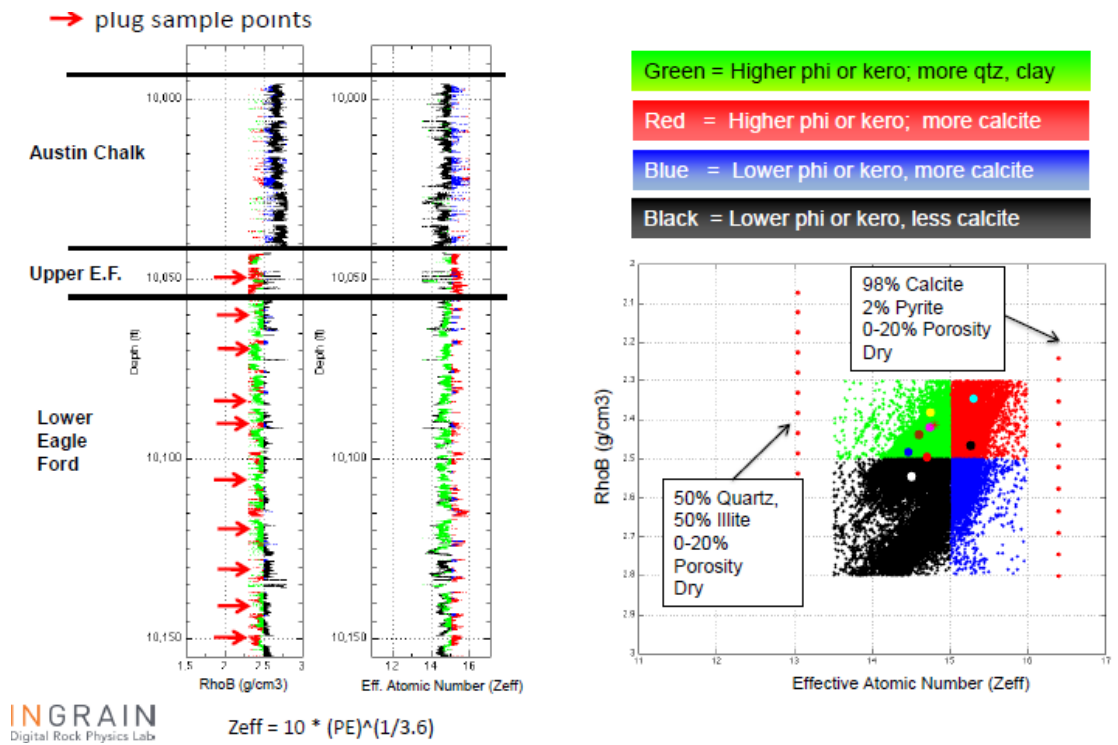 plug sample points
10,000
10,050
10,100
10,150
Depth (ft)
1.5 2 2.5 3
RhoB (g/cm3)
10,000
10,050
10,100
10,150
Depth (ft)
12 14 16
Eff. Atomic Number (Zeff)
Austin Chalk
Upper E.F.
Lower
Eagle
Ford
INGRAIN
Digital Rock Physics Lab
Zeff = 10 * (PE)^(1/3.6)
Green = Higher phi or kero; more qtz, clay
Red = Higher phi or kero; more calcite
Blue = Lower phi or kero, more calcite
Black = Lower phi or kero, less calcite
98% Calcite
2% Pyrite
0-20% Porosity
Dry
50% Quartz,
50% Illite
0-20%
Porosity
Dry
2
2.1
2.2
2.3
2.4
2.5
2.6
2.7
2.8
2.9
3
RhoB (g/cm3)
11 12 13 14 15 16 17
Effective Atomic Number (Zeff)